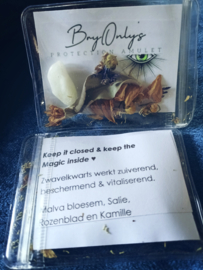 BayOnly's
PROTECTION AMULET
Keep it closed & keep the
Magic inside ♥
Zwavelkwarts werkt zuiverend,
beschermend & vitaliserend.
Malva bloesem, Salie,
Rozenblad en Kamille